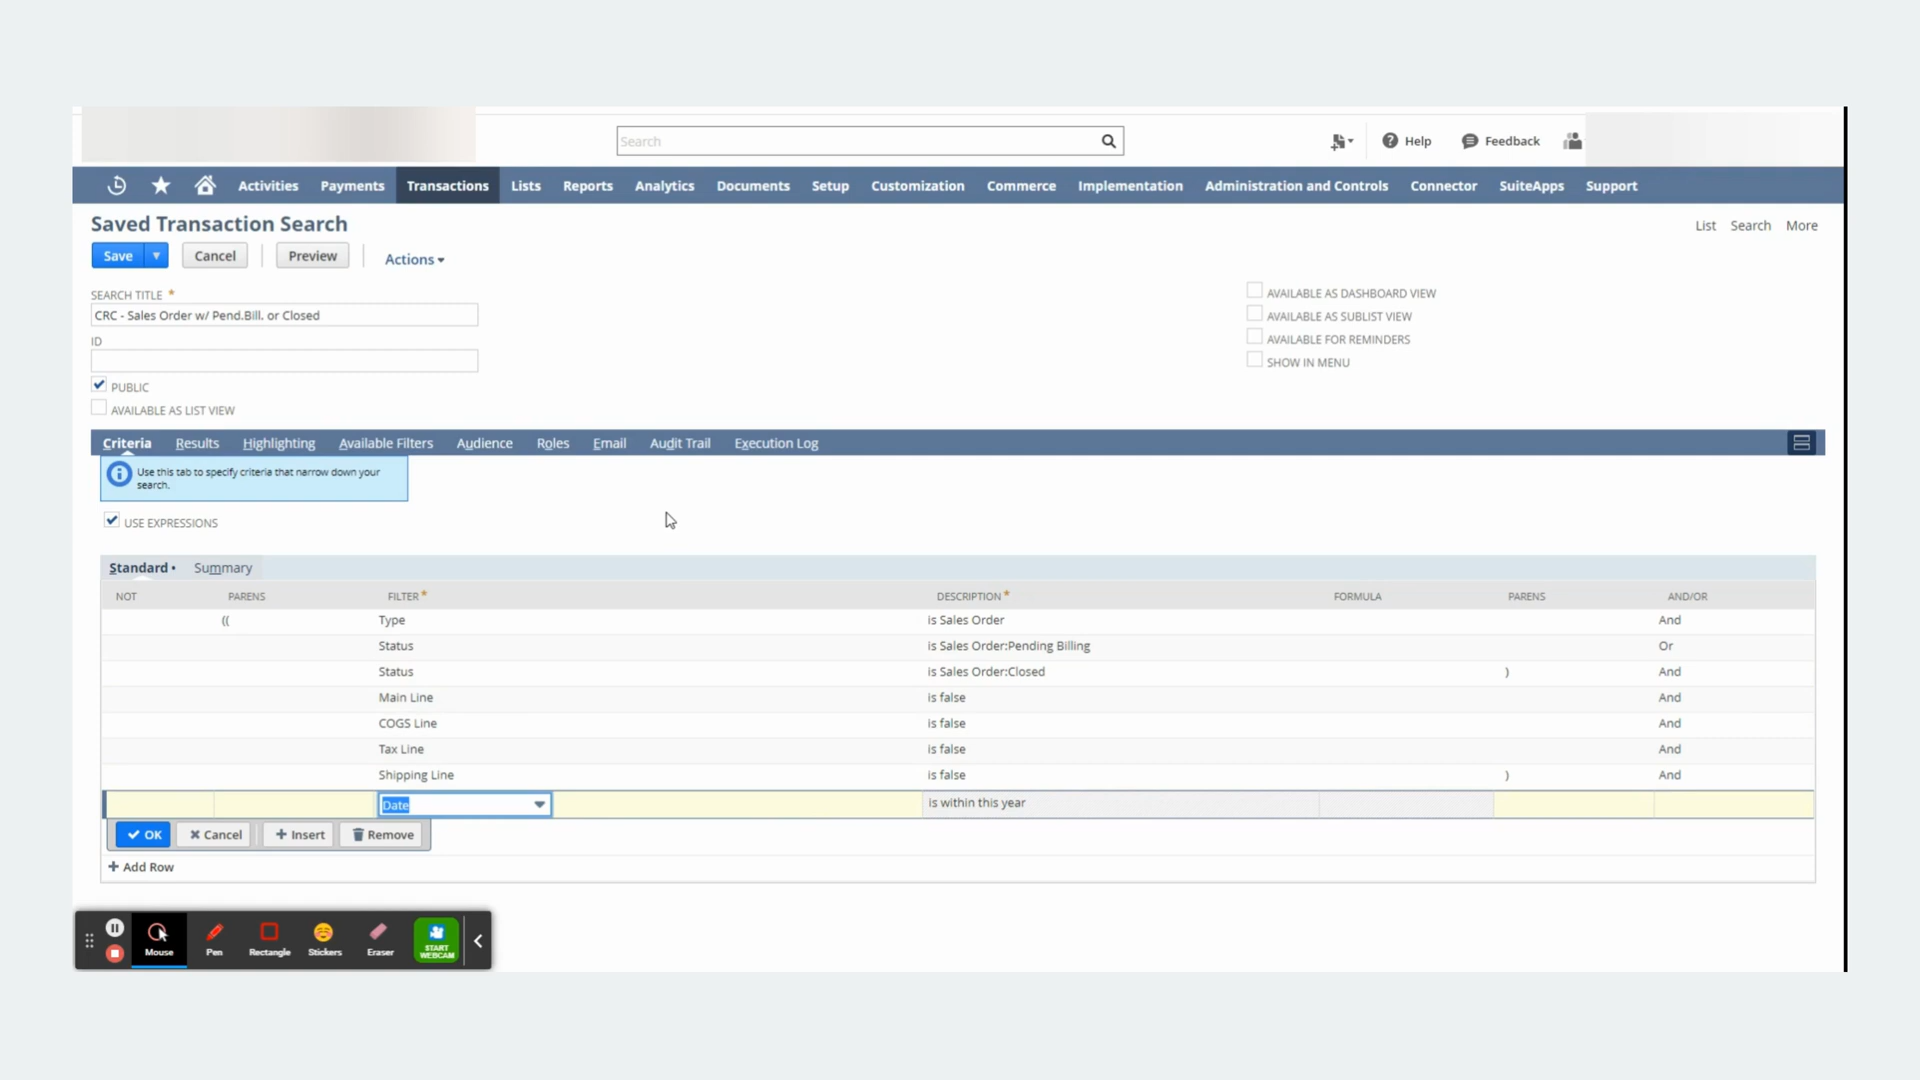 Search
Help
Feedback
Activities Payments Transactions Lists Reports Analytics Documents Setup Customization Commerce Implementation Administration and Controls Connector SuiteApps Support
Saved Transaction Search
List Search More
Save Cancel Preview Actions
SEARCH TITLE *
CRC - Sales Order w/ Pend.Bill. or Closed
ID
PUBLIC
AVAILABLE AS LIST VIEW
AVAILABLE AS DASHBOARD VIEW
AVAILABLE AS SUBLIST VIEW
AVAILABLE FOR REMINDERS
SHOW IN MENU
Criteria Results Highlighting Available Filters Audience Roles Email Audit Trail Execution Log
Use this tab to specify criteria that narrow down your
search.
USE EXPRESSIONS
Standard • Summary
NOT PARENS FILTER * DESCRIPTION * FORMULA PARENS AND/OR
(( Type is Sales Order And
Status is Sales Order:Pending Billing Or
Status is Sales Order:Closed ) And
Main Line is false And
COGS Line is false And
Tax Line is false And
Shipping Line is false ) And
Date is within this year
OK Cancel Insert Remove
+ Add Row
Mouse Pen Rectangle Stickers Eraser START
WEBCAM